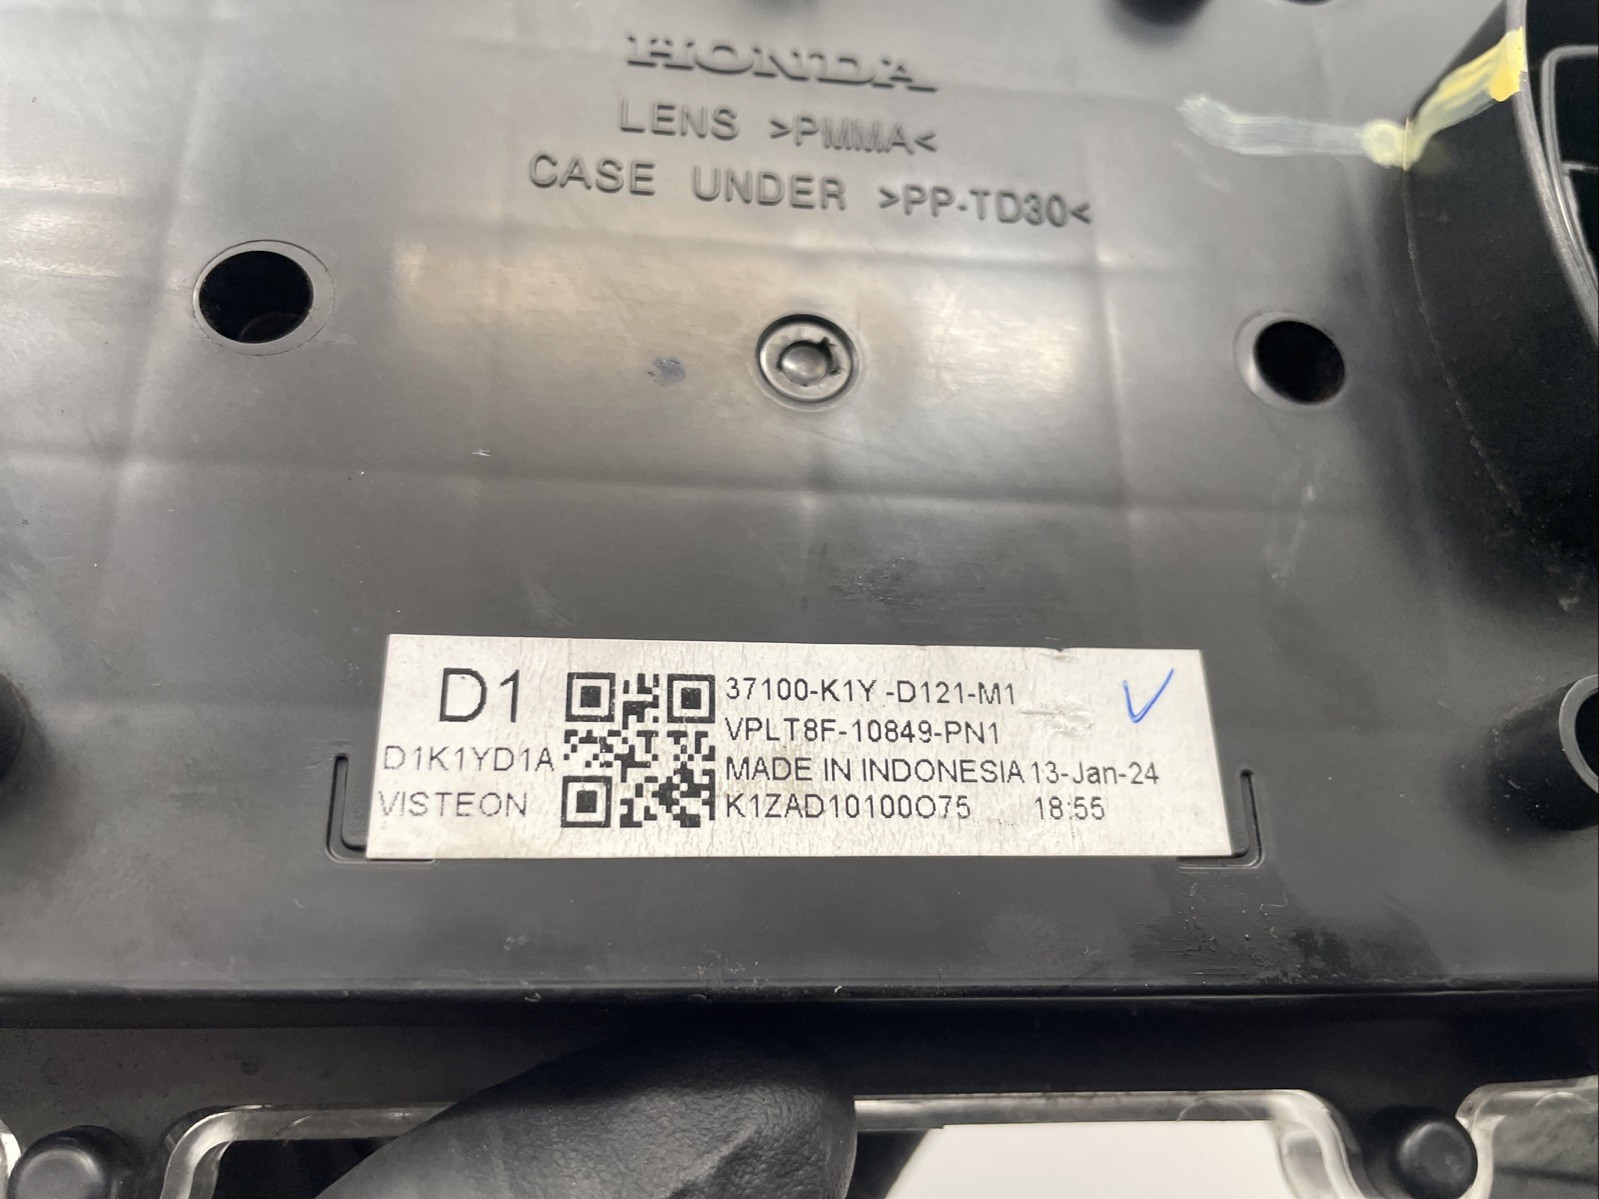 HONDA
LENS >PMMA<
CASE UNDER >PP-TD30<
D1
D1K1YD1A
VISTEON
37100-K1Y -D121-M1
VPLT8F-10849-PN1
MADE IN INDONESIA 13-Jan-24
K1ZAD10100O75 18:55